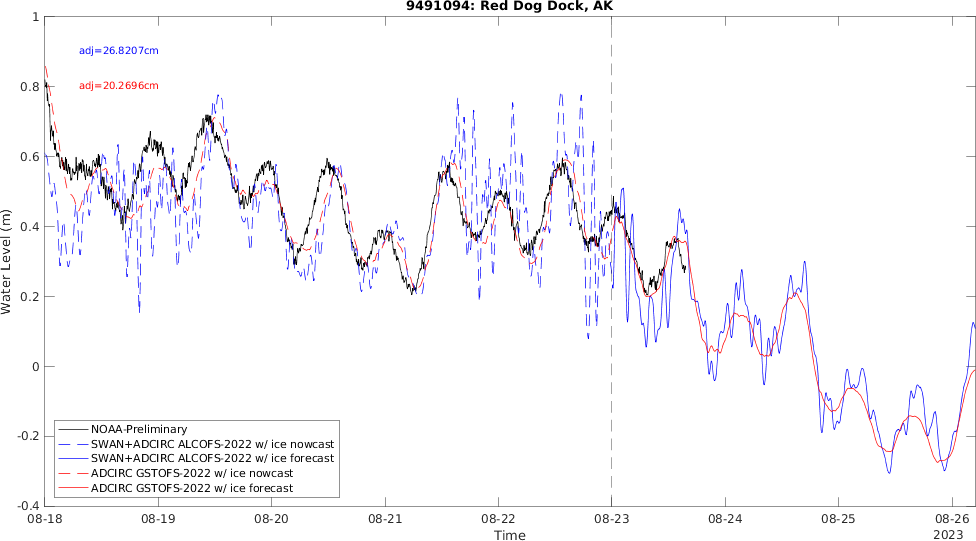 9491094: Red Dog Dock, AK
adj=26.8207cm
adj=20.2696cm
Water Level (m)
1
0.8
0.6
0.4
0.2
0
-0.2
-0.4
NOAA-Preliminary
SWAN+ADCIRC ALCOFS-2022 w/ ice nowcast
SWAN+ADCIRC ALCOFS-2022 w/ ice forecast
ADCIRC GSTOFS-2022 w/ ice nowcast
ADCIRC GSTOFS-2022 w/ ice forecast
08-18 08-19 08-20 08-21 08-22 08-23 08-24 08-25 08-26
Time
2023